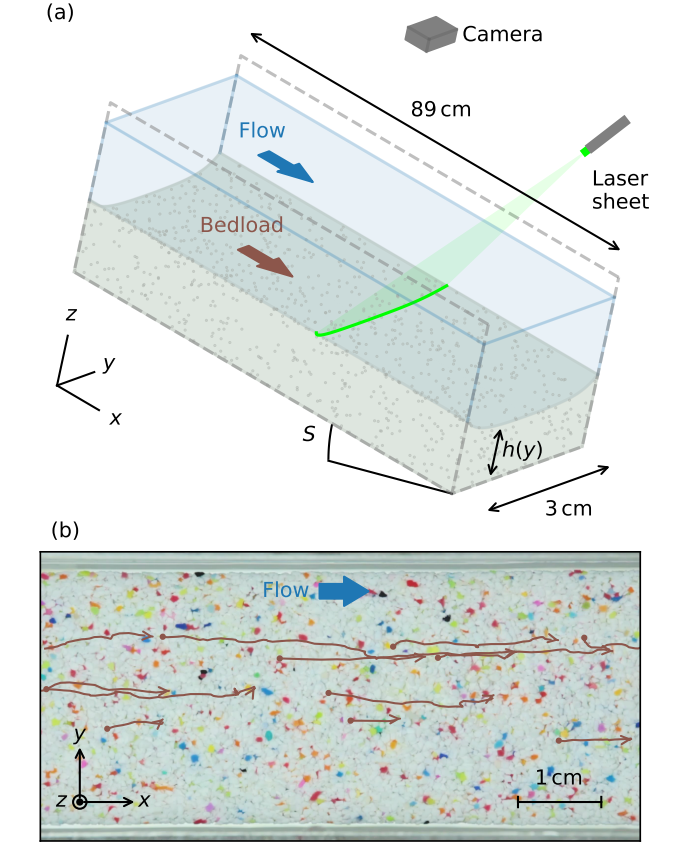 (a)
Camera
89 cm
Flow
Laser
sheet
Bedload
z
y
x
S
h(y)
3 cm
(b)
Flow
y
z
x
1 cm